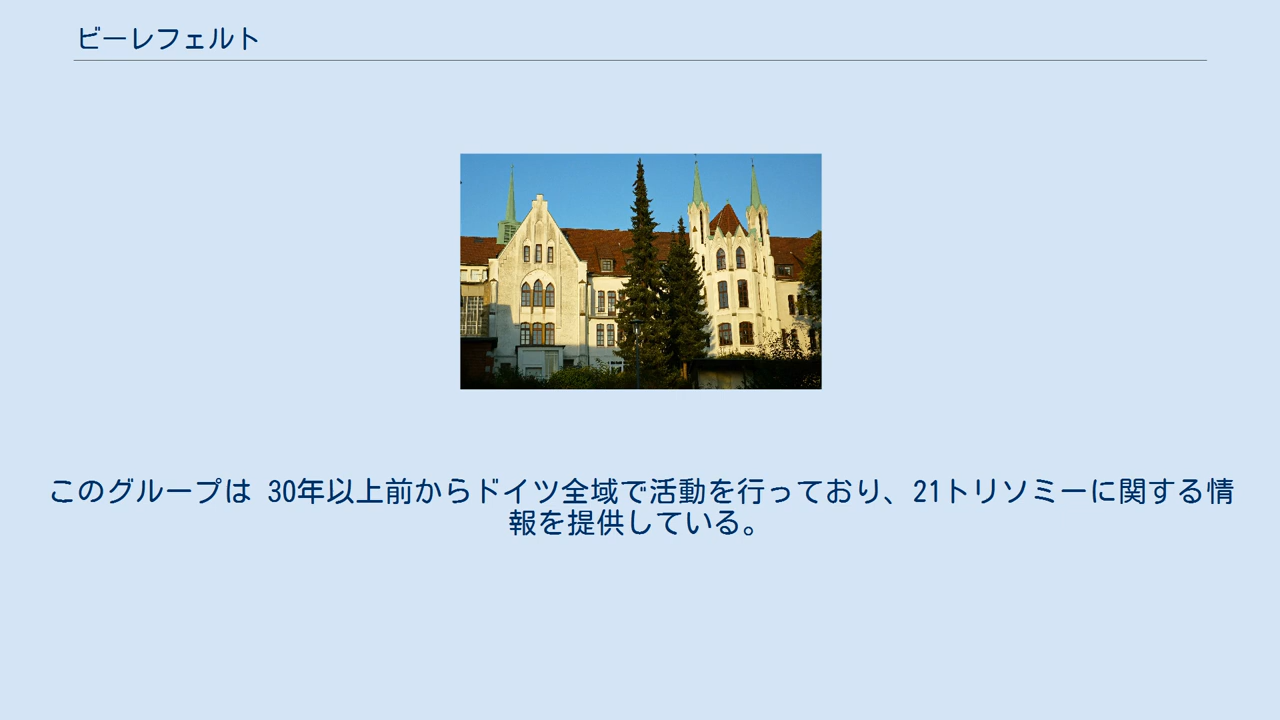 ビーレフェルト
このグループは 30年以上前からドイツ全域で活動を行っており、21トリソミーに関する情
報を提供している。